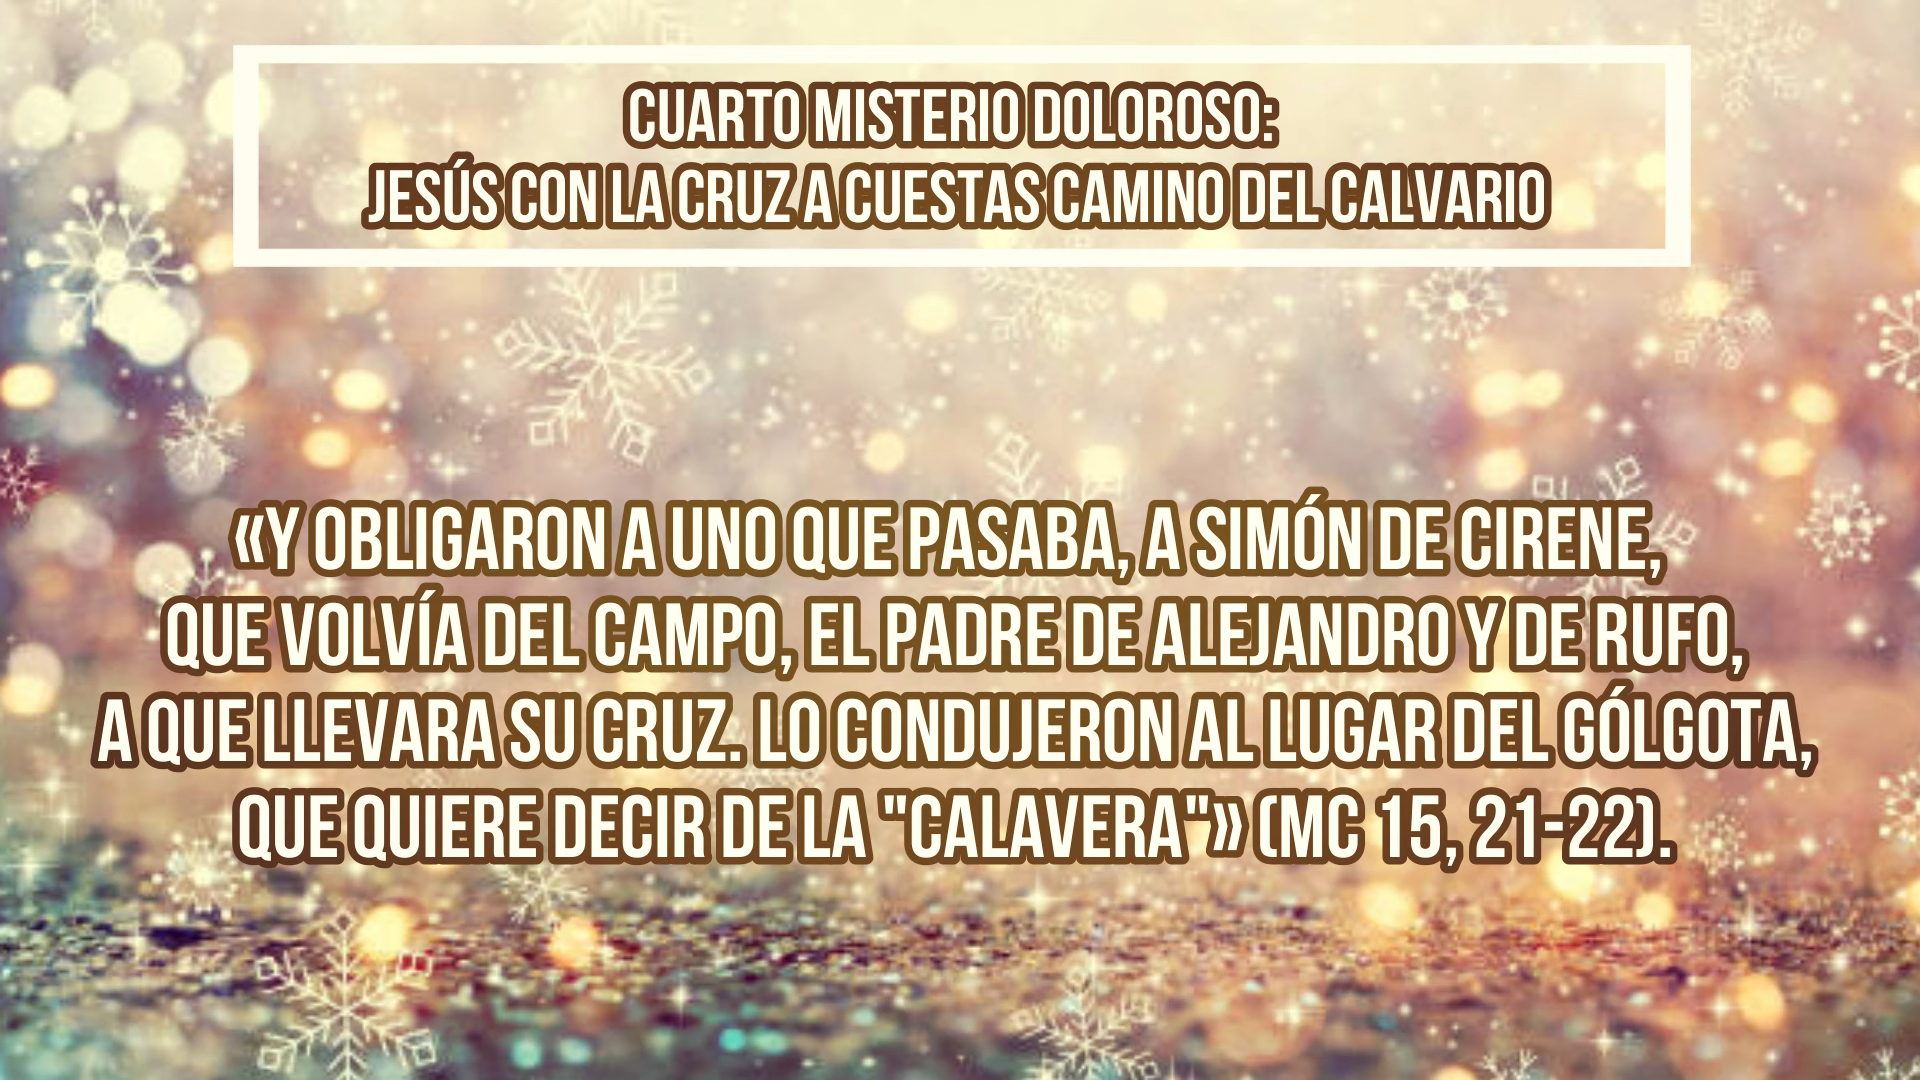 CUARTO MISTERIO DOLOROSO:
JESÚS CON LA CRUZ A CUESTAS CAMINO DEL CALVARIO
«Y OBLIGARON A UNO QUE PASABA, A SIMÓN DE CIRENE,
QUE VOLVÍA DEL CAMPO, EL PADRE DE ALEJANDRO Y DE RUFO,
A QUE LLEVARA SU CRUZ. LO CONDUJERON AL LUGAR DEL GÓLGOTA,
QUE QUIERE DECIR DE LA "CALAVERA"» (MC 15, 21-22).